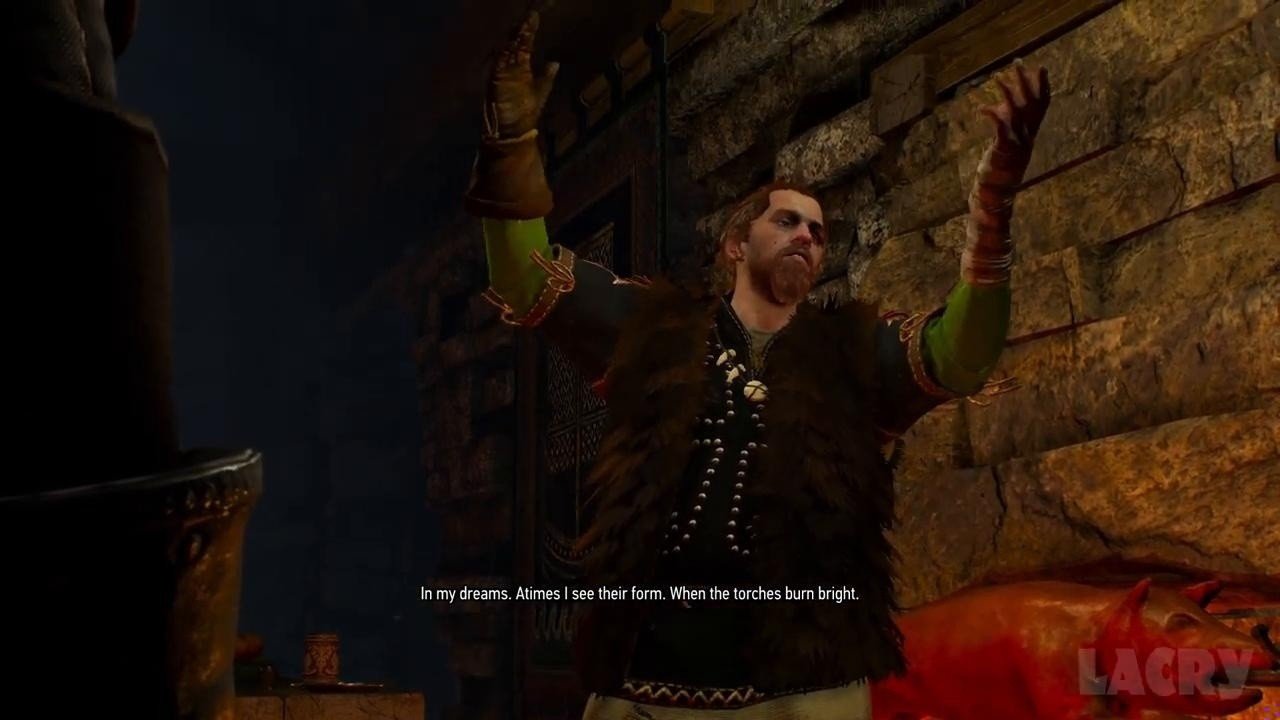 In my dreams. Atimes I see their form. When the torches burn bright.
LACRY